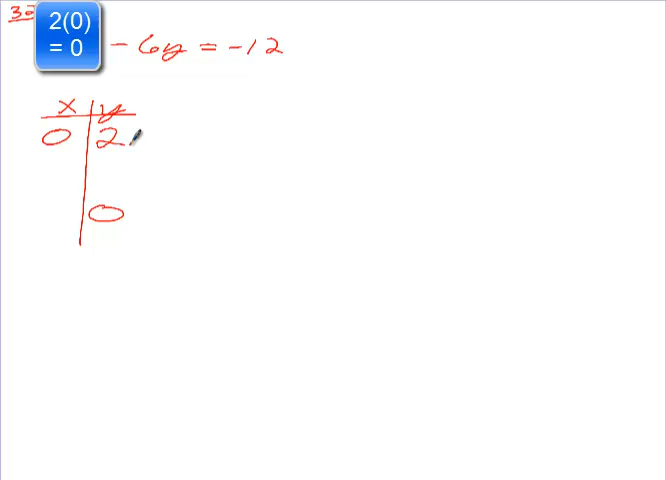 2(0)
= 0
- 6y = -12
x y
0 2
0